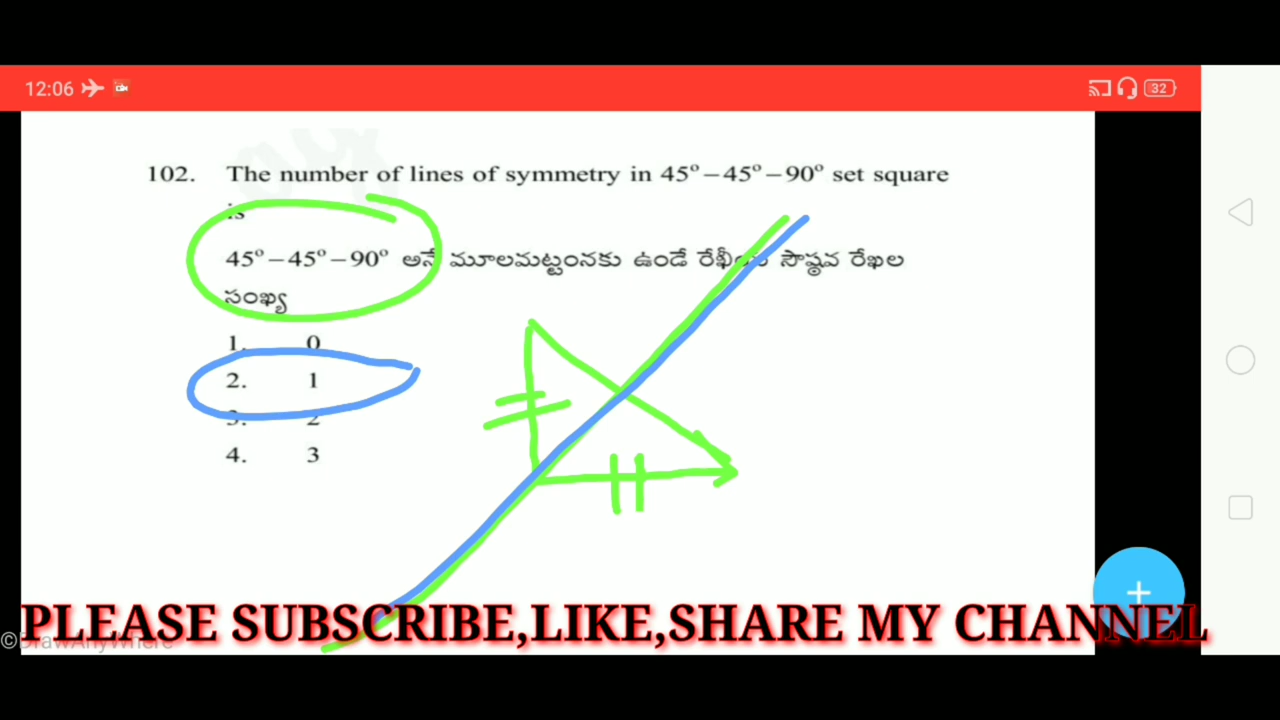 12:06 32
102. The number of lines of symmetry in 45°–45°–90° set square
is
45°–45°–90° అనే మూలమట్టంనకు ఉండే సౌష్ఠవ రేఖల
సంఖ్య
1. 0
2. 1
3. 2
4. 3
+
PLEASE SUBSCRIBE,LIKE,SHARE MY CHANNEL
©DrawAnyWhere